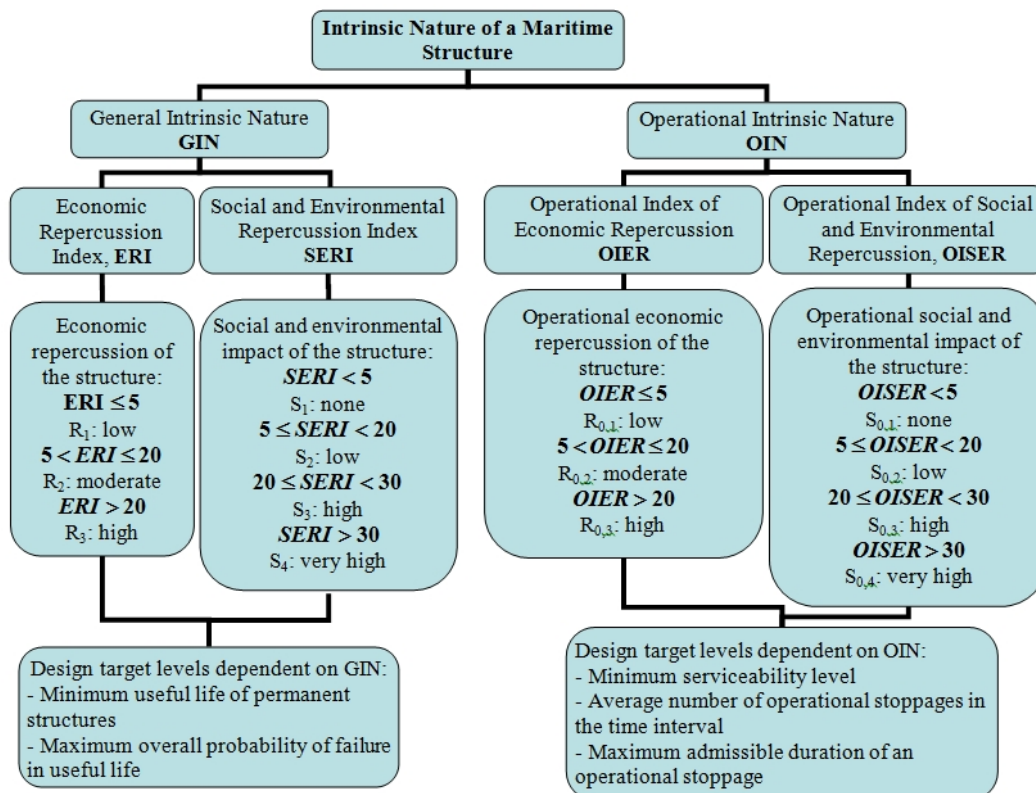 Intrinsic Nature of a Maritime
Structure
General Intrinsic Nature
GIN
Operational Intrinsic Nature
OIN
Economic
Repercussion
Index, ERI
Social and Environmental
Repercussion Index
SERI
Operational Index of
Economic Repercussion
OIER
Operational Index of Social
and Environmental
Repercussion, OISER
Economic
repercussion of
the structure:
ERI ≤ 5
R₁: low
5 < ERI ≤ 20
R₂: moderate
ERI > 20
R₃: high
Social and environmental
impact of the structure:
SERI < 5
S₁: none
5 ≤ SERI < 20
S₂: low
20 ≤ SERI < 30
S₃: high
SERI > 30
S₄: very high
Operational economic
repercussion of the
structure:
OIER ≤ 5
R₀,₁: low
5 < OIER ≤ 20
R₀,₂: moderate
OIER > 20
R₀,₃: high
Operational social and
environmental impact of
the structure:
OISER < 5
S₀,₁: none
5 ≤ OISER < 20
S₀,₂: low
20 ≤ OISER < 30
S₀,₃: high
OISER > 30
S₀,₄: very high
Design target levels dependent on GIN:
- Minimum useful life of permanent
structures
- Maximum overall probability of failure
in useful life
Design target levels dependent on OIN:
- Minimum serviceability level
- Average number of operational stoppages in
the time interval
- Maximum admissible duration of an
operational stoppage